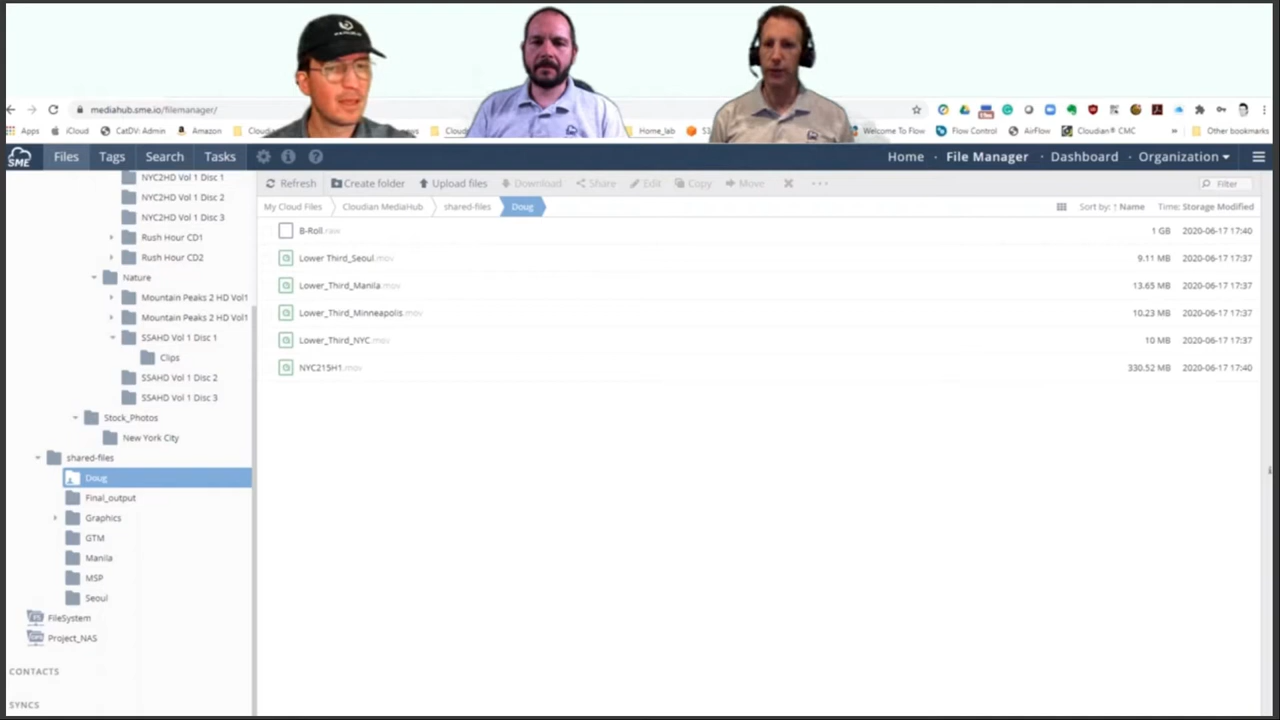 mediahub.sme.io/filemanager/
Apps iCloud CatDV: Admin Amazon Home_lab Welcome To Flow Flow Control AirFlow Cloudian® CMC » Other bookmarks
SME Files Tags Search Tasks Home · File Manager · Dashboard · Organization
Refresh Create folder Upload files Download Share Edit Copy Move Filter
My Cloud Files Cloudian MediaHub shared-files Doug Sort by: ↑ Name Time: Storage Modified
B-Roll.raw 1 GB 2020-06-17 17:40
Lower Third_Seoul.mov 9.11 MB 2020-06-17 17:37
Lower_Third_Manila.mov 13.65 MB 2020-06-17 17:37
Lower_Third_Minneapolis.mov 10.23 MB 2020-06-17 17:37
Lower_Third_NYC.mov 10 MB 2020-06-17 17:37
NYC215H1.mov 330.52 MB 2020-06-17 17:40
NYC2HD Vol 1 Disc 1
NYC2HD Vol 1 Disc 2
NYC2HD Vol 1 Disc 3
Rush Hour CD1
Rush Hour CD2
Nature
Mountain Peaks 2 HD Vol1
Mountain Peaks 2 HD Vol1
SSAHD Vol 1 Disc 1
Clips
SSAHD Vol 1 Disc 2
SSAHD Vol 1 Disc 3
Stock_Photos
New York City
shared-files
Doug
Final_output
Graphics
GTM
Manila
MSP
Seoul
FileSystem
Project_NAS
CONTACTS
SYNCS